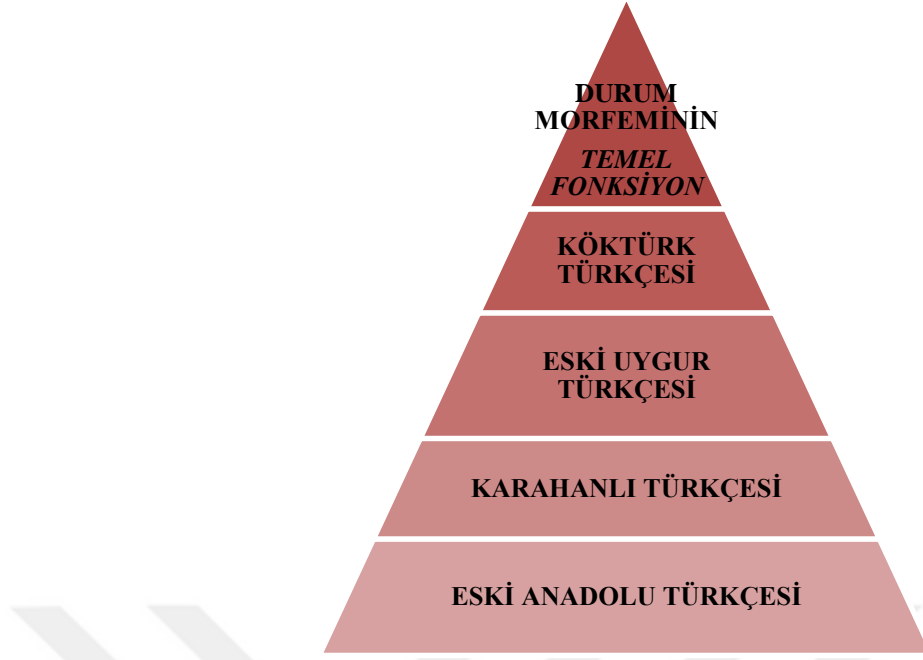 DURUM
MORFEMİNİN
TEMEL
FONKSİYON
KÖKTÜRK
TÜRKÇESİ
ESKİ UYGUR
TÜRKÇESİ
KARAHANLI TÜRKÇESİ
ESKİ ANADOLU TÜRKÇESİ